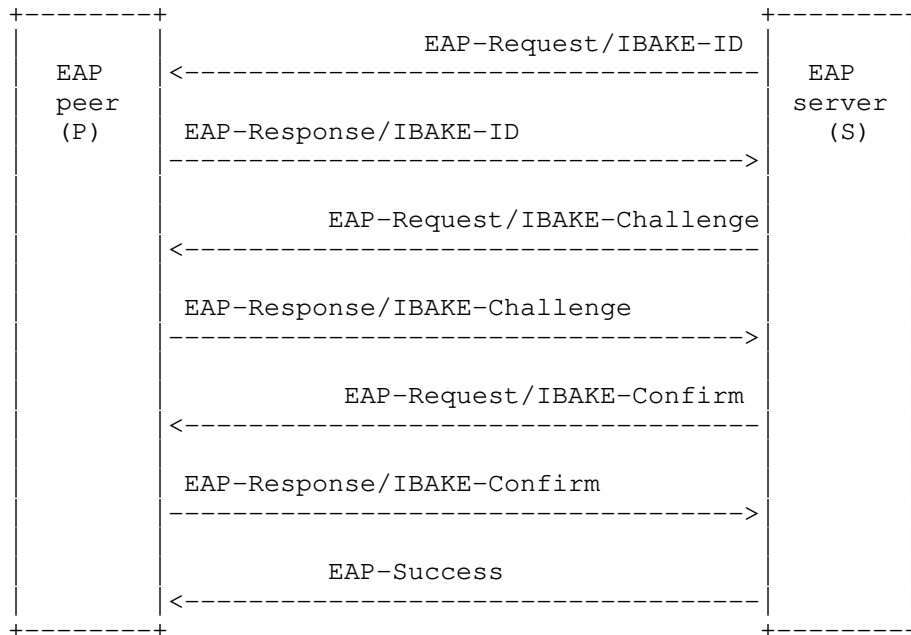 EAP-Request/IBAKE-ID
EAP EAP
peer server
(P) EAP-Response/IBAKE-ID (S)
EAP-Request/IBAKE-Challenge
EAP-Response/IBAKE-Challenge
EAP-Request/IBAKE-Confirm
EAP-Response/IBAKE-Confirm
EAP-Success